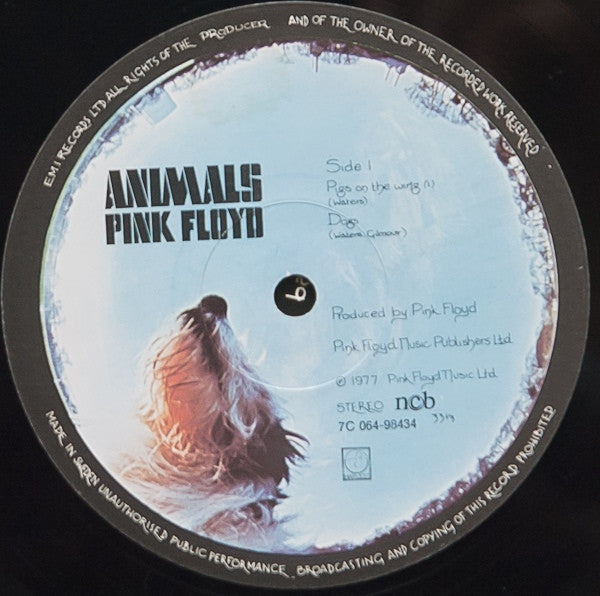 E.M.I RECORDS LTD ALL RIGHTS OF THE PRODUCER AND OF THE OWNER OF THE RECORDED WORK RESERVED
ANIMALS
PINK FLOYD
Side 1
Pigs on the wing (1)
(Waters)
Dogs
(Waters Gilmour)
Produced by Pink Floyd
Pink Floyd Music Publishers Ltd.
© 1977 Pink Floyd Music Ltd.
STEREO ncb
7C 064-98434 33⅓
MADE IN SWEDEN UNAUTHORISED PUBLIC PERFORMANCE BROADCASTING AND COPYING OF THIS RECORD PROHIBITED